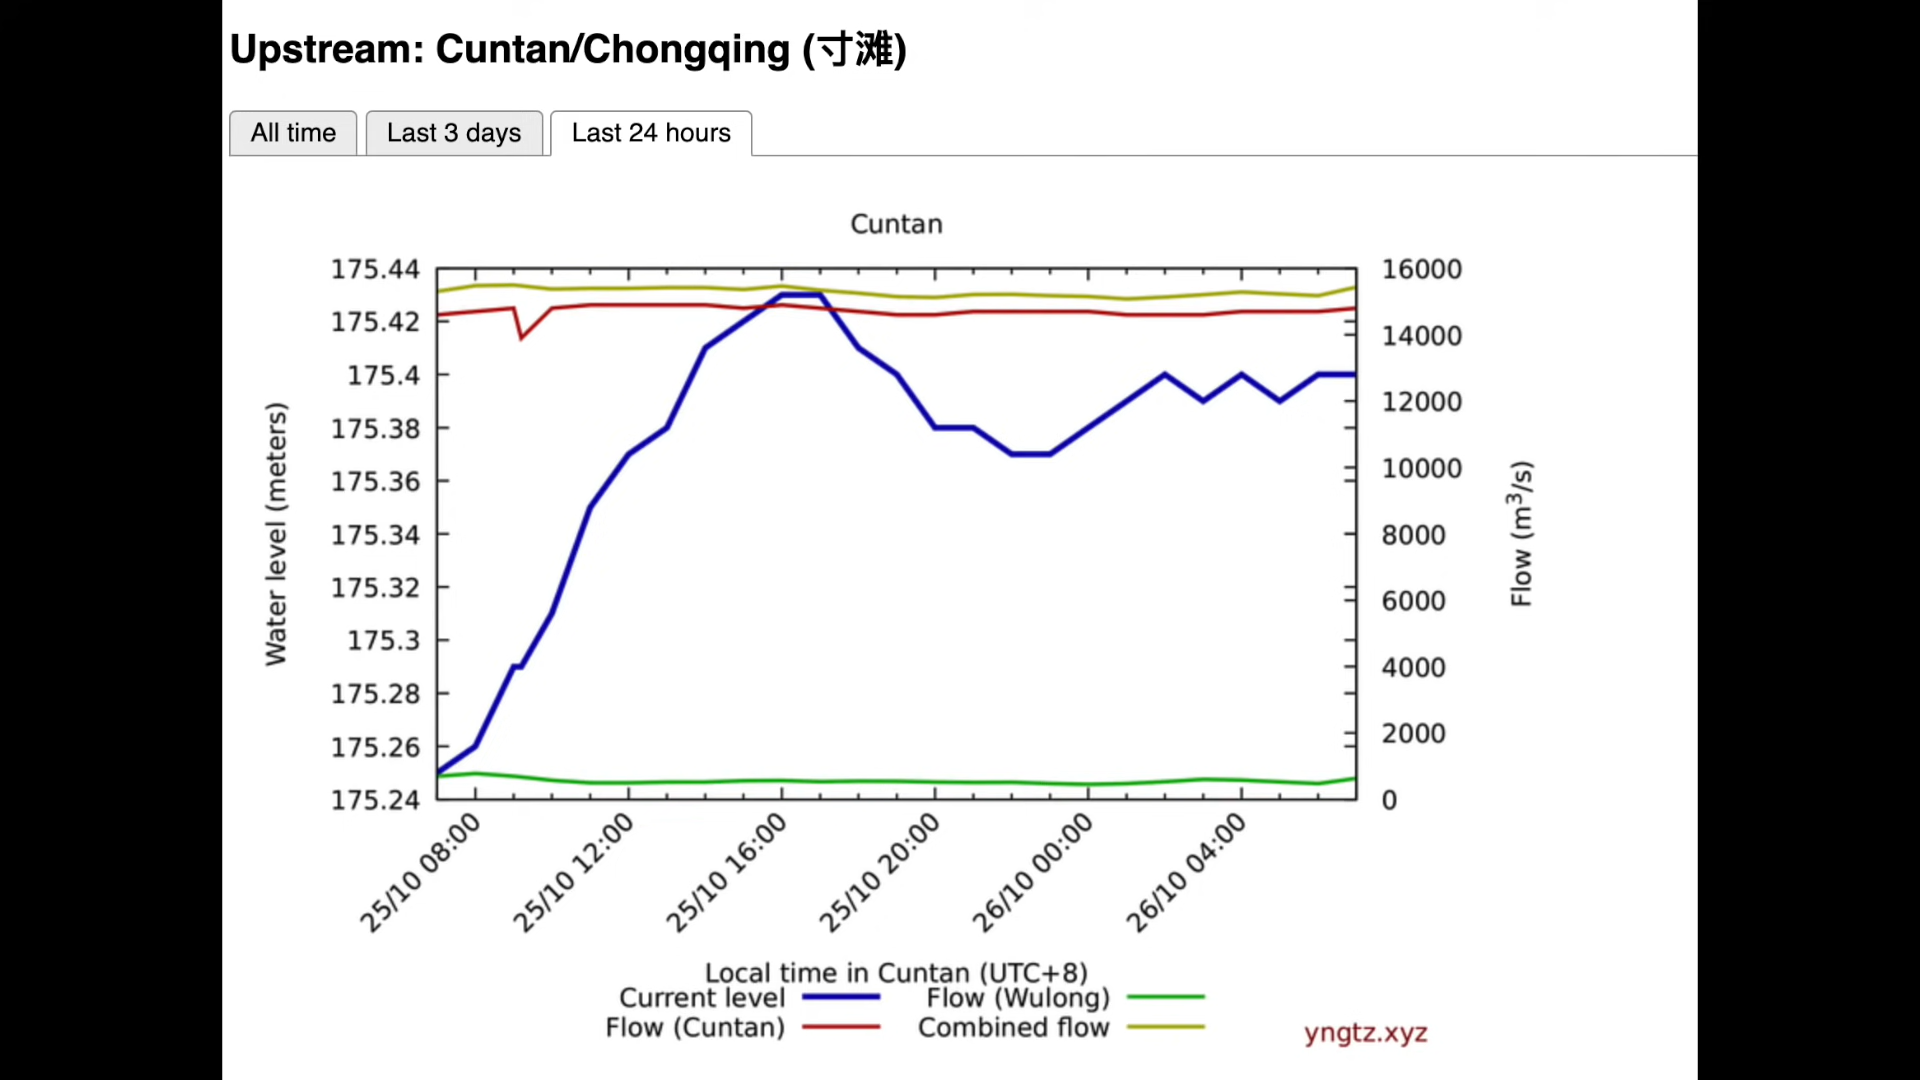 Upstream: Cuntan/Chongqing (寸滩)
All time
Last 3 days
Last 24 hours
Cuntan
175.44
175.42
175.4
175.38
175.36
175.34
175.32
175.3
175.28
175.26
175.24
Water level (meters)
16000
14000
12000
10000
8000
6000
4000
2000
0
Flow (m³/s)
25/10 08:00
25/10 12:00
25/10 16:00
25/10 20:00
26/10 00:00
26/10 04:00
Local time in Cuntan (UTC+8)
Current level
Flow (Wulong)
Flow (Cuntan)
Combined flow
yngtz.xyz